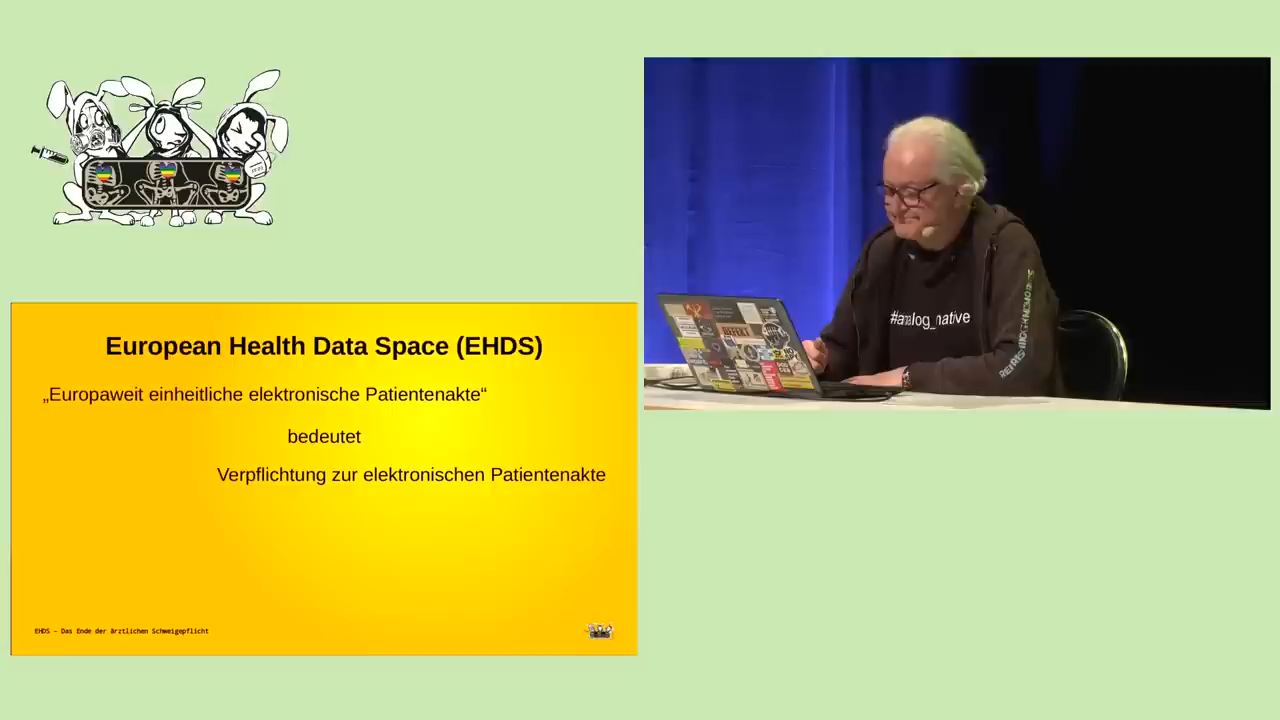 European Health Data Space (EHDS)
„Europaweit einheitliche elektronische Patientenakte“
bedeutet
Verpflichtung zur elektronischen Patientenakte
EHDS - Das Ende der ärztlichen Schweigepflicht
#analog_native